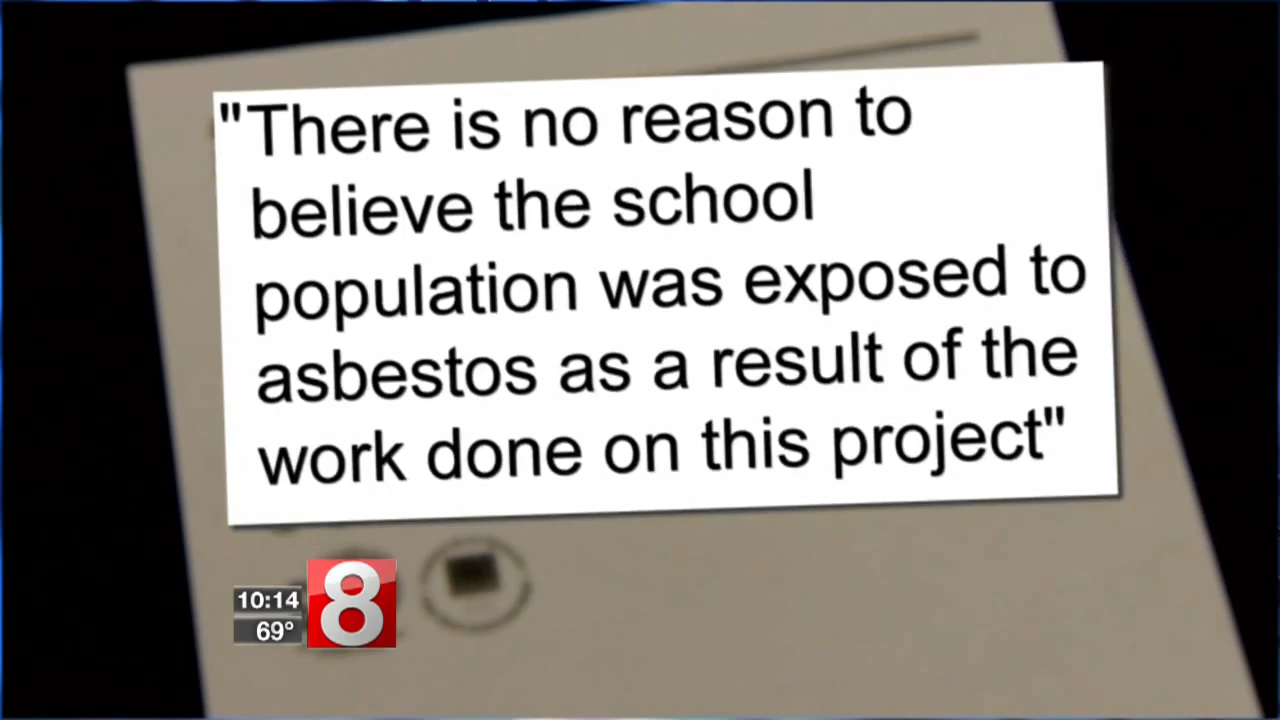 "There is no reason to
believe the school
population was exposed to
asbestos as a result of the
work done on this project"
10:14
69°
8